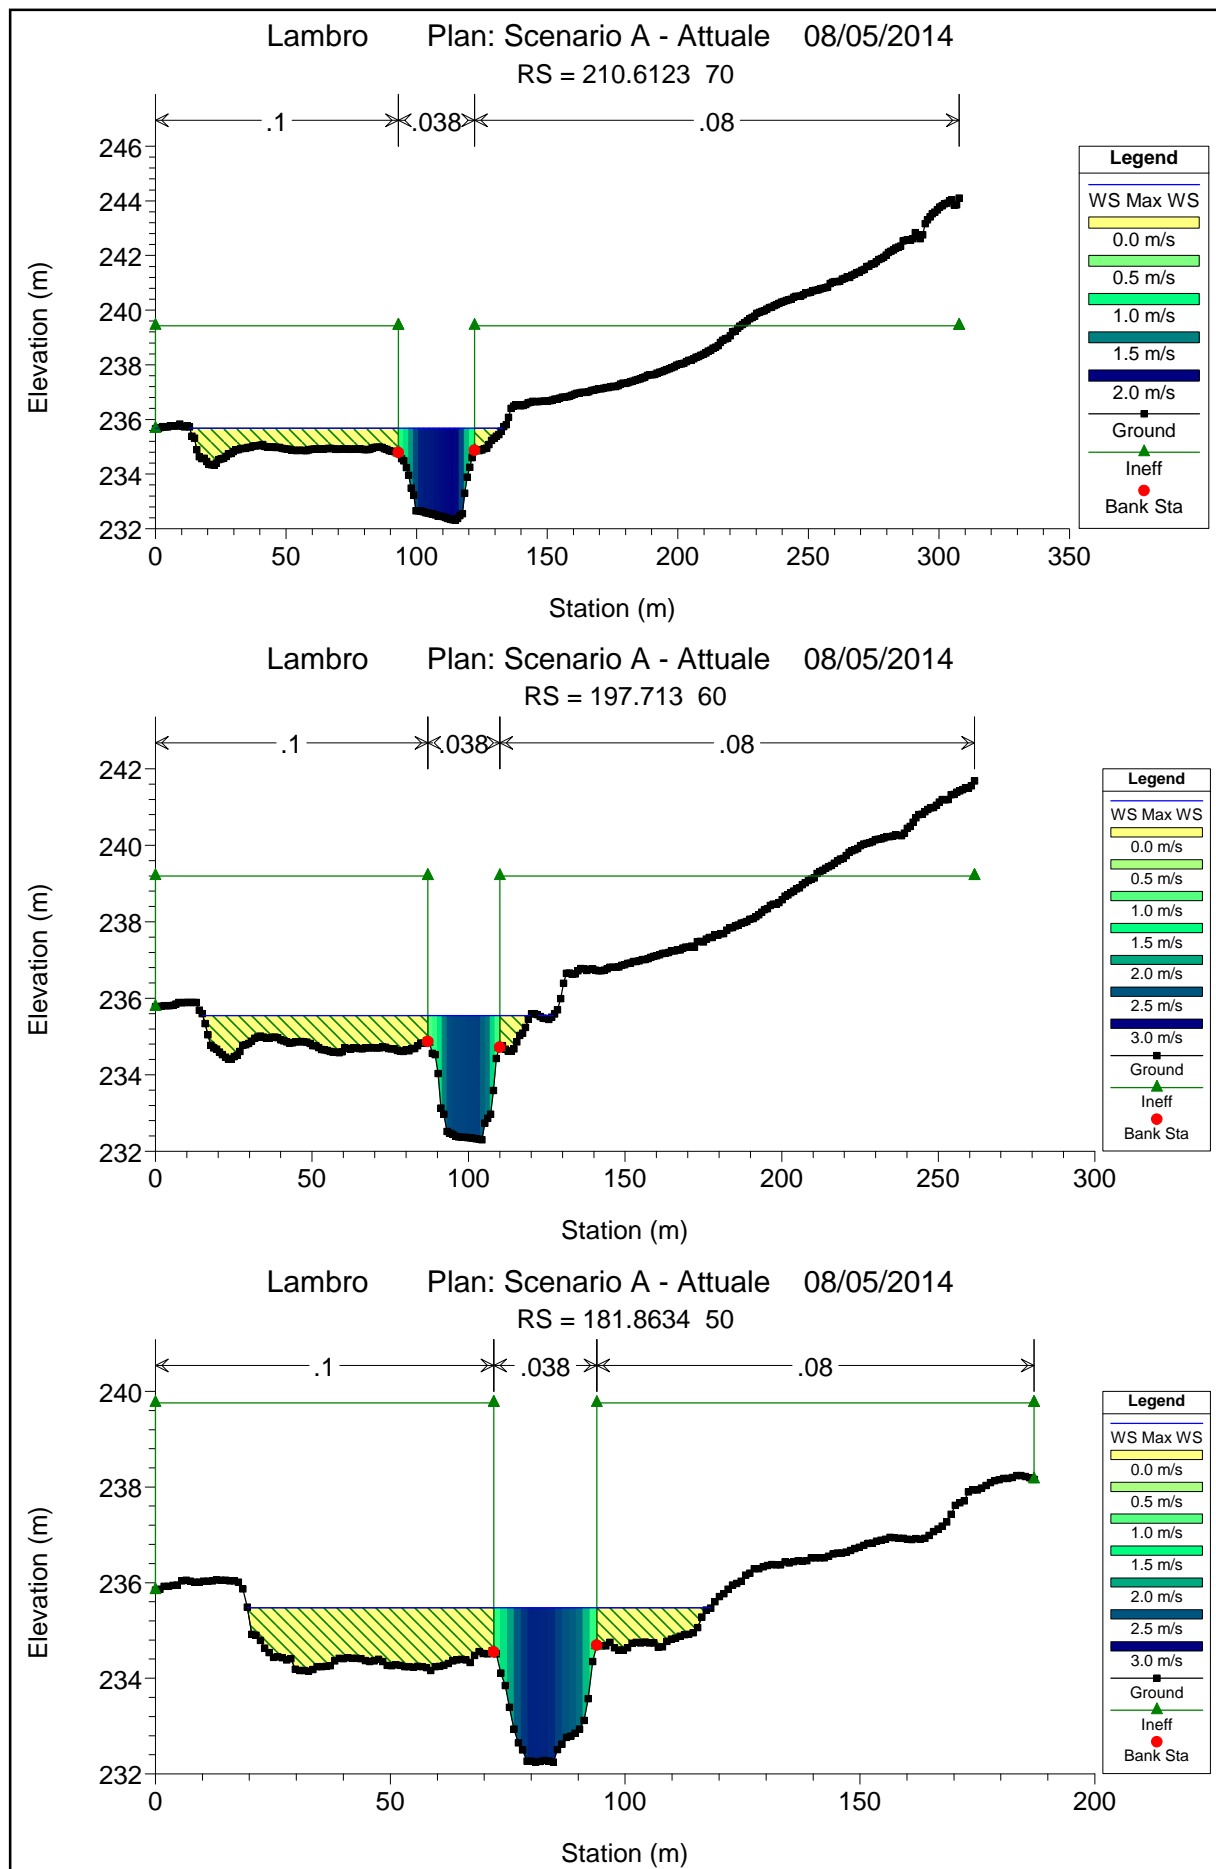 Lambro Plan: Scenario A - Attuale 08/05/2014
RS = 210.6123 70
.1 .038 .08
246
244
242
240
238
236
234
232
0 50 100 150 200 250 300 350
Station (m)
Elevation (m)
Legend
WS Max WS
0.0 m/s
0.5 m/s
1.0 m/s
1.5 m/s
2.0 m/s
Ground
Ineff
Bank Sta
Lambro Plan: Scenario A - Attuale 08/05/2014
RS = 197.713 60
.1 .038 .08
242
240
238
236
234
232
0 50 100 150 200 250 300
Station (m)
Elevation (m)
Legend
WS Max WS
0.0 m/s
0.5 m/s
1.0 m/s
1.5 m/s
2.0 m/s
2.5 m/s
3.0 m/s
Ground
Ineff
Bank Sta
Lambro Plan: Scenario A - Attuale 08/05/2014
RS = 181.8634 50
.1 .038 .08
240
238
236
234
232
0 50 100 150 200
Station (m)
Elevation (m)
Legend
WS Max WS
0.0 m/s
0.5 m/s
1.0 m/s
1.5 m/s
2.0 m/s
2.5 m/s
3.0 m/s
Ground
Ineff
Bank Sta